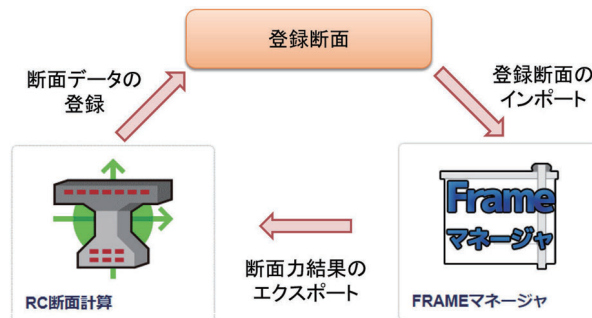 登録断面
断面データの
登録
登録断面の
インポート
Frame
マネージャ
断面力結果の
エクスポート
RC断面計算
FRAMEマネージャ